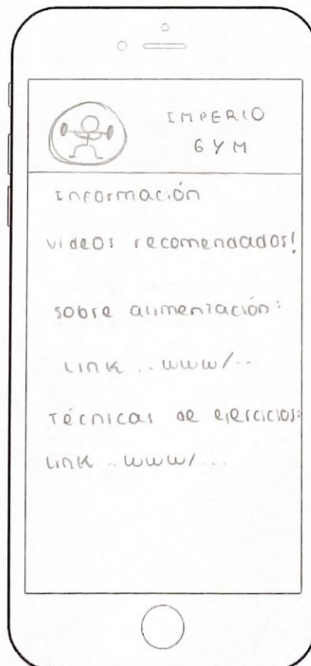 IMPERIO
GYM
Información
videos recomendados!
sobre alimentación:
Link .. www/...
Técnicas de ejercicios:
Link .. www/...